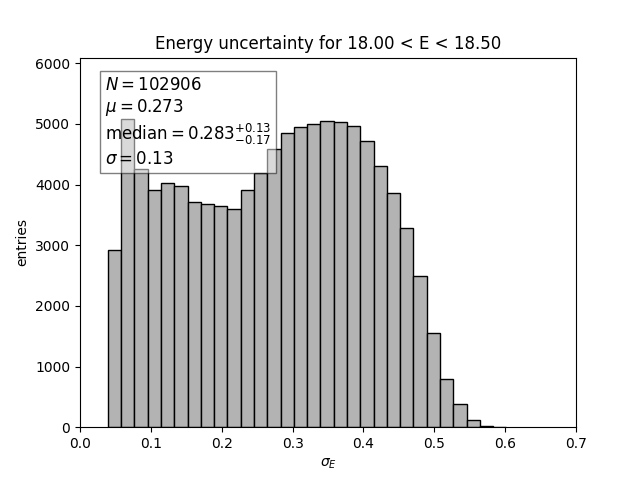 Energy uncertainty for 18.00 < E < 18.50
6000
5000
4000
3000
2000
1000
0
entries
N = 102906
μ = 0.273
median = 0.283^{+0.13}_{−0.17}
σ = 0.13
0.0 0.1 0.2 0.3 0.4 0.5 0.6 0.7
σ_E